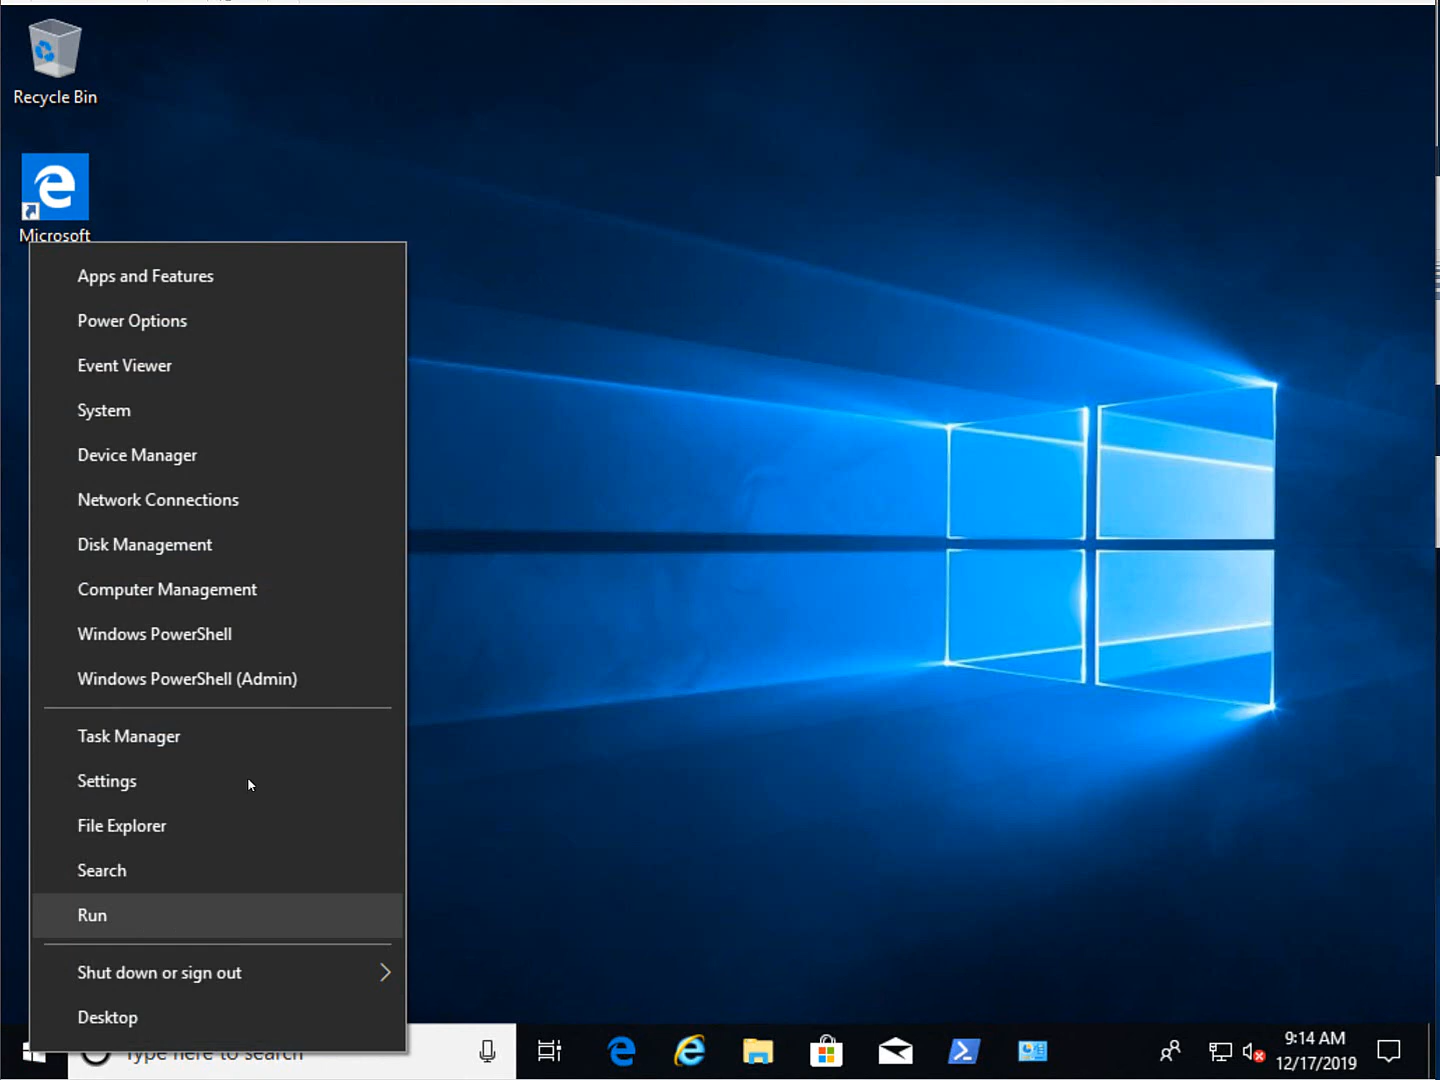 Recycle Bin
Microsoft
Apps and Features
Power Options
Event Viewer
System
Device Manager
Network Connections
Disk Management
Computer Management
Windows PowerShell
Windows PowerShell (Admin)
Task Manager
Settings
File Explorer
Search
Run
Shut down or sign out
Desktop
Type here to search
9:14 AM
12/17/2019